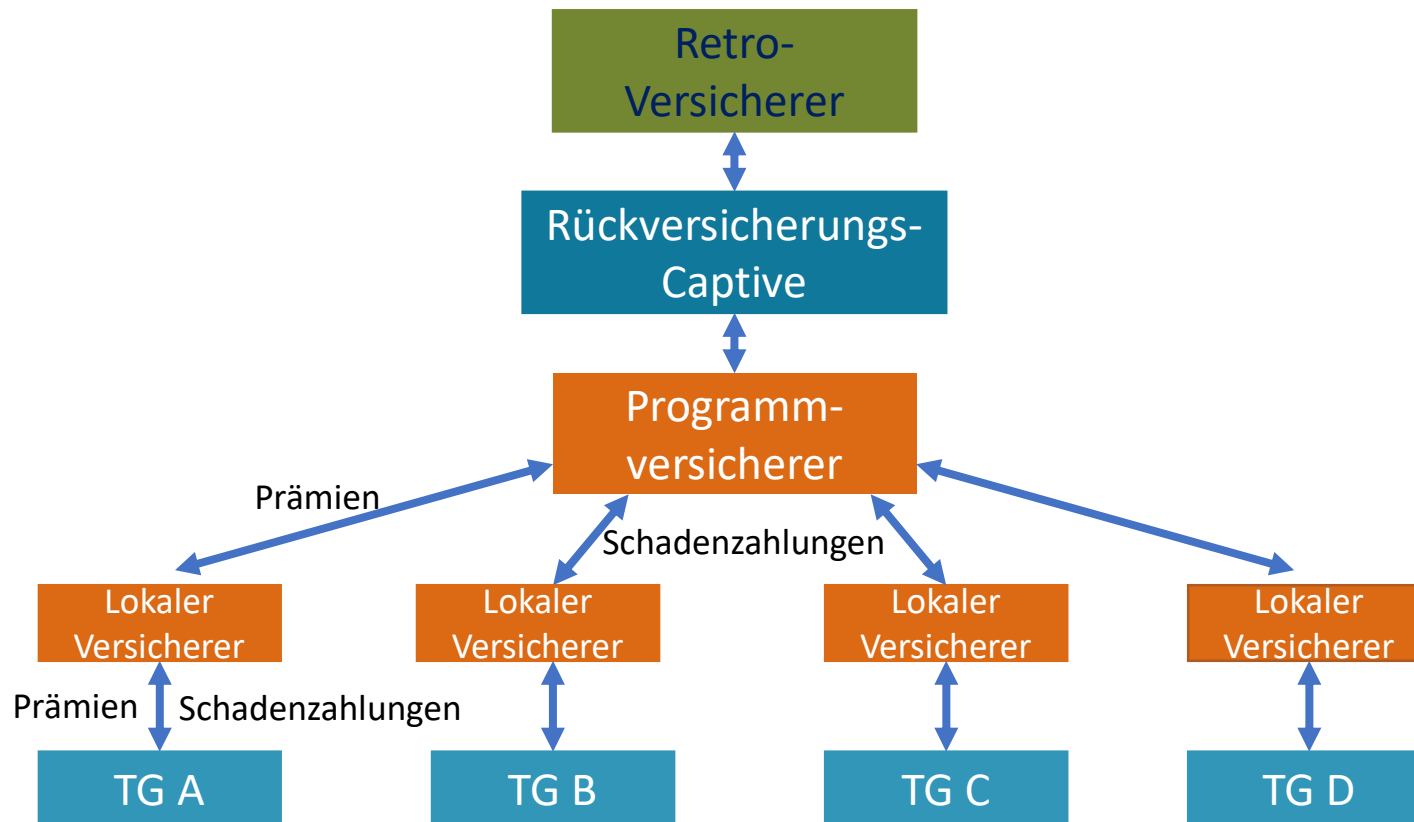 Retro-
Versicherer
Rückversicherungs-
Captive
Programm-
versicherer
Prämien
Schadenzahlungen
Lokaler
Versicherer
Lokaler
Versicherer
Lokaler
Versicherer
Lokaler
Versicherer
Prämien
Schadenzahlungen
TG A
TG B
TG C
TG D